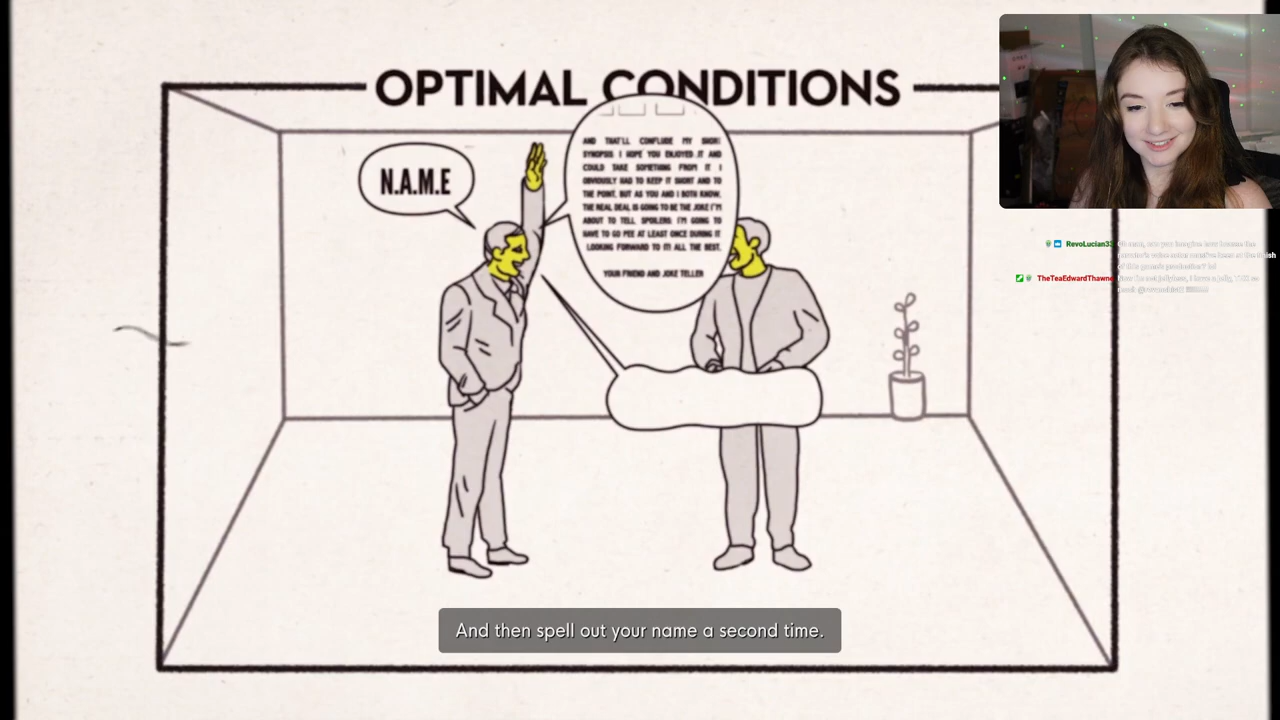 OPTIMAL CONDITIONS
N.A.M.E
AND THAT'LL CONFLUDE MY SHORT
SYNOPSIS I HOPE YOU ENJOYED IT AND
COULD TAKE SOMETHING FROM IT I
OBVIOUSLY HAD TO KEEP IT SHORT AND TO
THE POINT. BUT AS YOU AND I BOTH KNOW.
THE REAL DEAL IS GOING TO BE THE JOKE I'M
ABOUT TO TELL SPOILERS: I'M GOING TO
HAVE TO GO PEE AT LEAST ONCE DURING IT
LOOKING FORWARD TO IT! ALL THE BEST.
YOUR FRIEND AND JOKE TELLER
RevoLucian33
TheTeaEdwardThawne
And then spell out your name a second time.